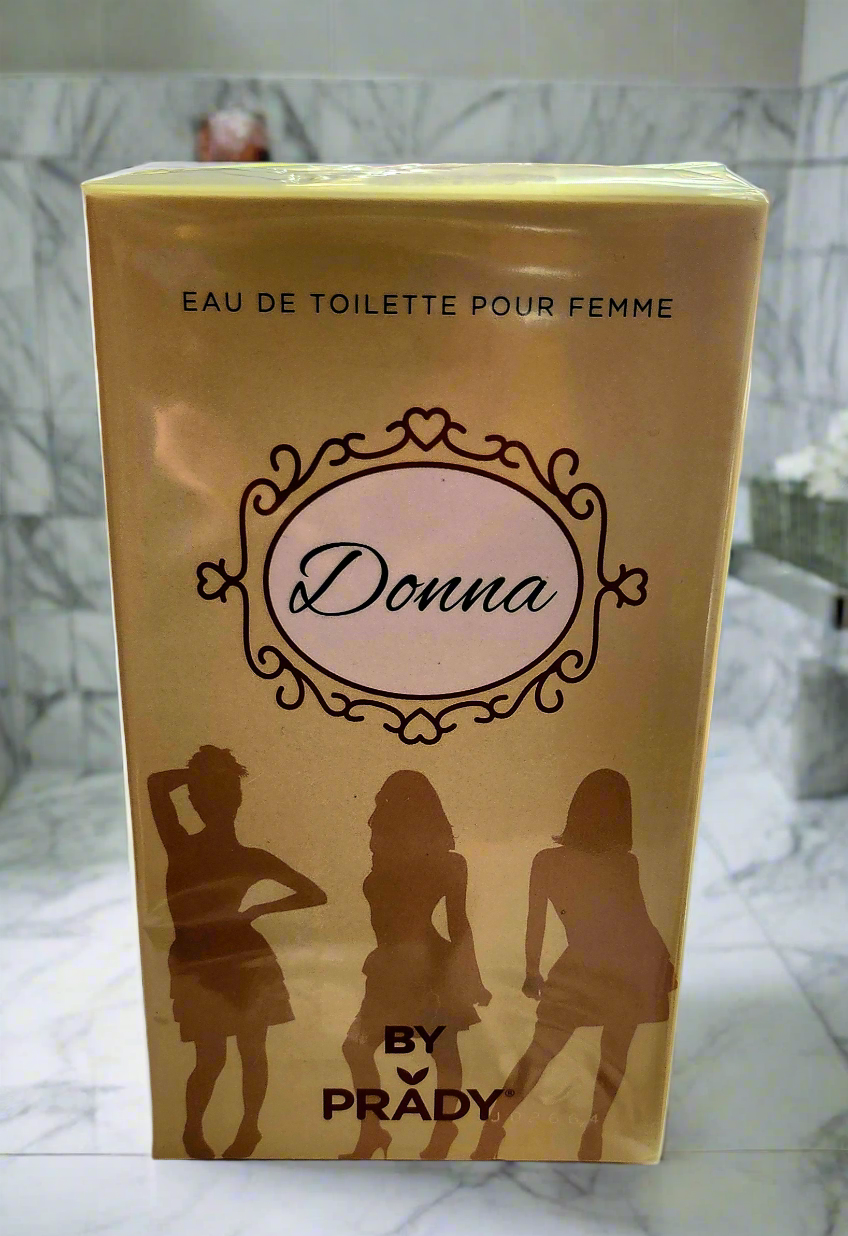 EAU DE TOILETTE POUR FEMME
Donna
BY
PRADY®